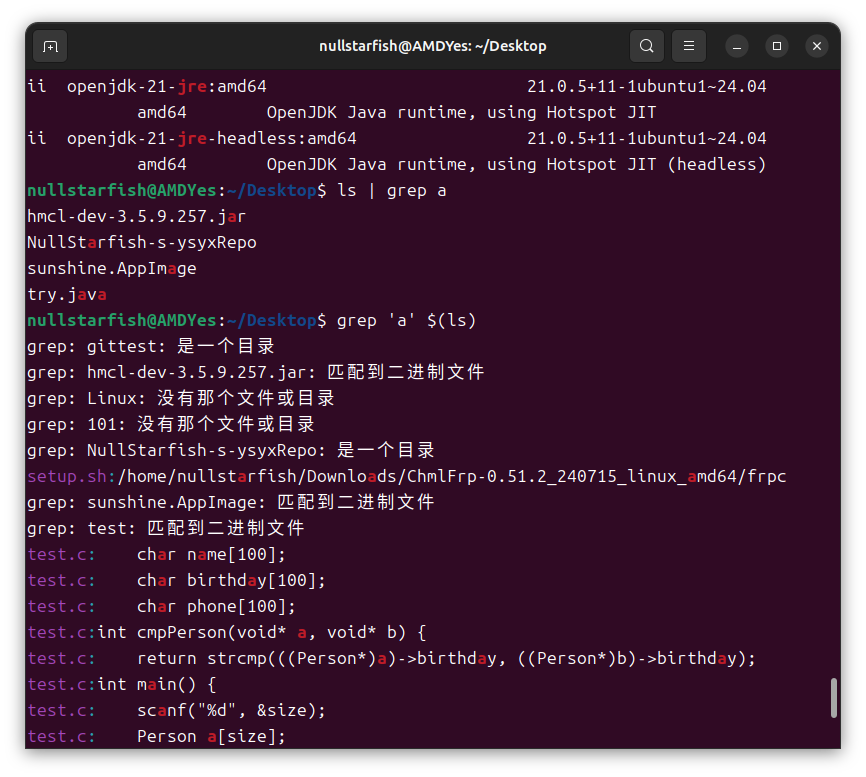 nullstarfish@AMDYes: ~/Desktop
ii  openjdk-21-jre:amd64                          21.0.5+11-1ubuntu1~24.04
           amd64        OpenJDK Java runtime, using Hotspot JIT
ii  openjdk-21-jre-headless:amd64                 21.0.5+11-1ubuntu1~24.04
           amd64        OpenJDK Java runtime, using Hotspot JIT (headless)
nullstarfish@AMDYes:~/Desktop$ ls | grep a
hmcl-dev-3.5.9.257.jar
NullStarfish-s-ysyxRepo
sunshine.AppImage
try.java
nullstarfish@AMDYes:~/Desktop$ grep 'a' $(ls)
grep: gittest: 是一个目录
grep: hmcl-dev-3.5.9.257.jar: 匹配到二进制文件
grep: Linux: 没有那个文件或目录
grep: 101: 没有那个文件或目录
grep: NullStarfish-s-ysyxRepo: 是一个目录
setup.sh:/home/nullstarfish/Downloads/ChmlFrp-0.51.2_240715_linux_amd64/frpc
grep: sunshine.AppImage: 匹配到二进制文件
grep: test: 匹配到二进制文件
test.c:    char name[100];
test.c:    char birthday[100];
test.c:    char phone[100];
test.c:int cmpPerson(void* a, void* b) {
test.c:    return strcmp(((Person*)a)->birthday, ((Person*)b)->birthday);
test.c:int main() {
test.c:    scanf("%d", &size);
test.c:    Person a[size];